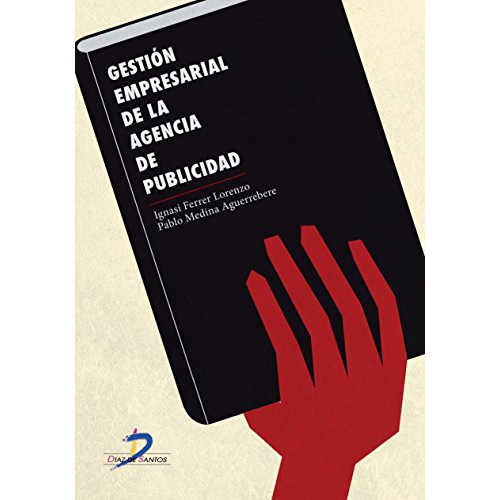 GESTIÓN
EMPRESARIAL
DE LA
AGENCIA
DE
PUBLICIDAD
Ignasi Ferrer Lorenzo
Pablo Medina Aguerrebere
DIAZ DE SANTOS